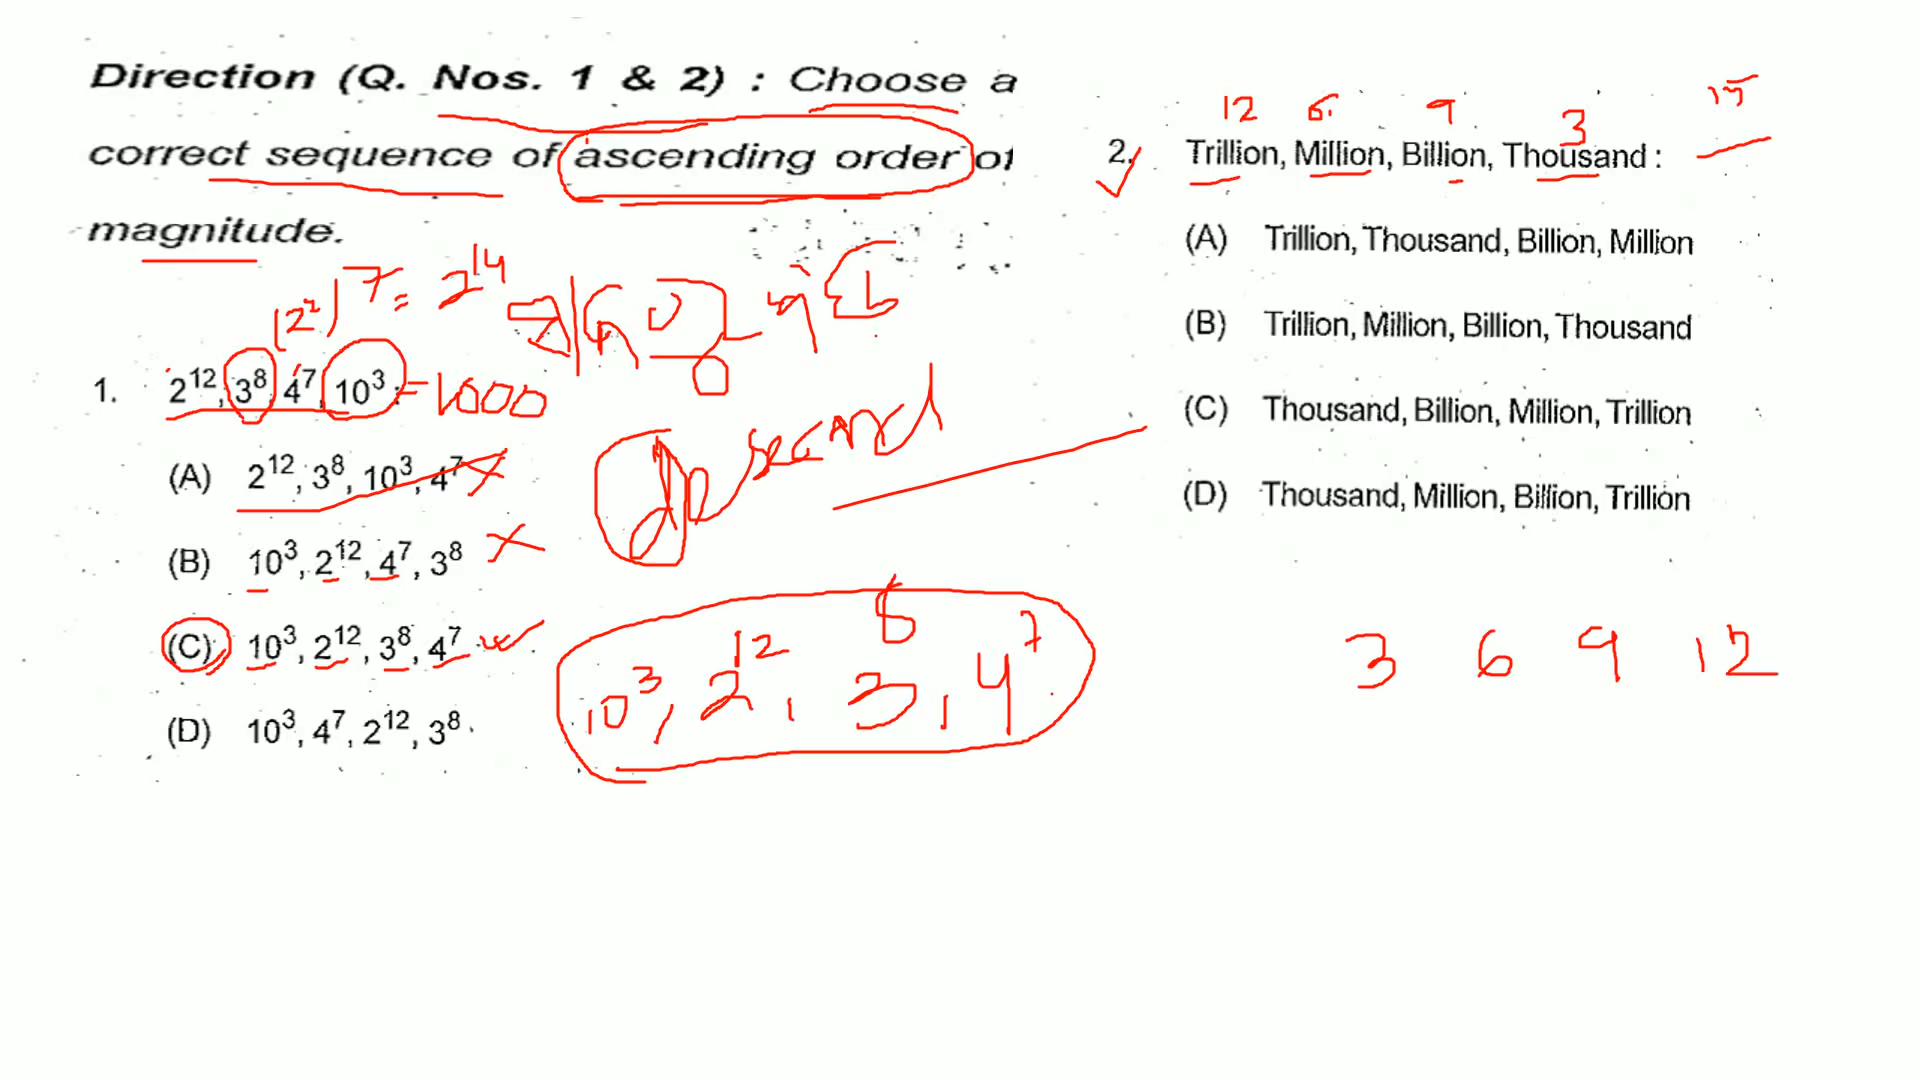 Direction (Q. Nos. 1 & 2) : Choose a
correct sequence of ascending order of
magnitude.
(2²)⁷ = 2¹⁴
1. 2¹², 3⁸, 4⁷, 10³ : = 1000
(A) 2¹², 3⁸, 10³, 4⁷
(B) 10³, 2¹², 4⁷, 3⁸
(C) 10³, 2¹², 3⁸, 4⁷
(D) 10³, 4⁷, 2¹², 3⁸
10³, 2¹², 3⁸, 4⁷
12 6 9 3 15
2. Trillion, Million, Billion, Thousand :
(A) Trillion, Thousand, Billion, Million
(B) Trillion, Million, Billion, Thousand
(C) Thousand, Billion, Million, Trillion
(D) Thousand, Million, Billion, Trillion
3 6 9 12